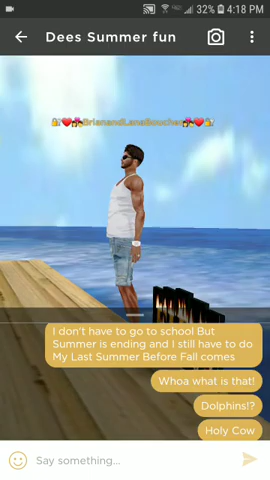 32% 4:18 PM
Dees Summer fun
BrianandLanaBouches
I don't have to go to school But
Summer is ending and I still have to do
My Last Summer Before Fall comes
Whoa what is that!
Dolphins!?
Holy Cow
Say something...